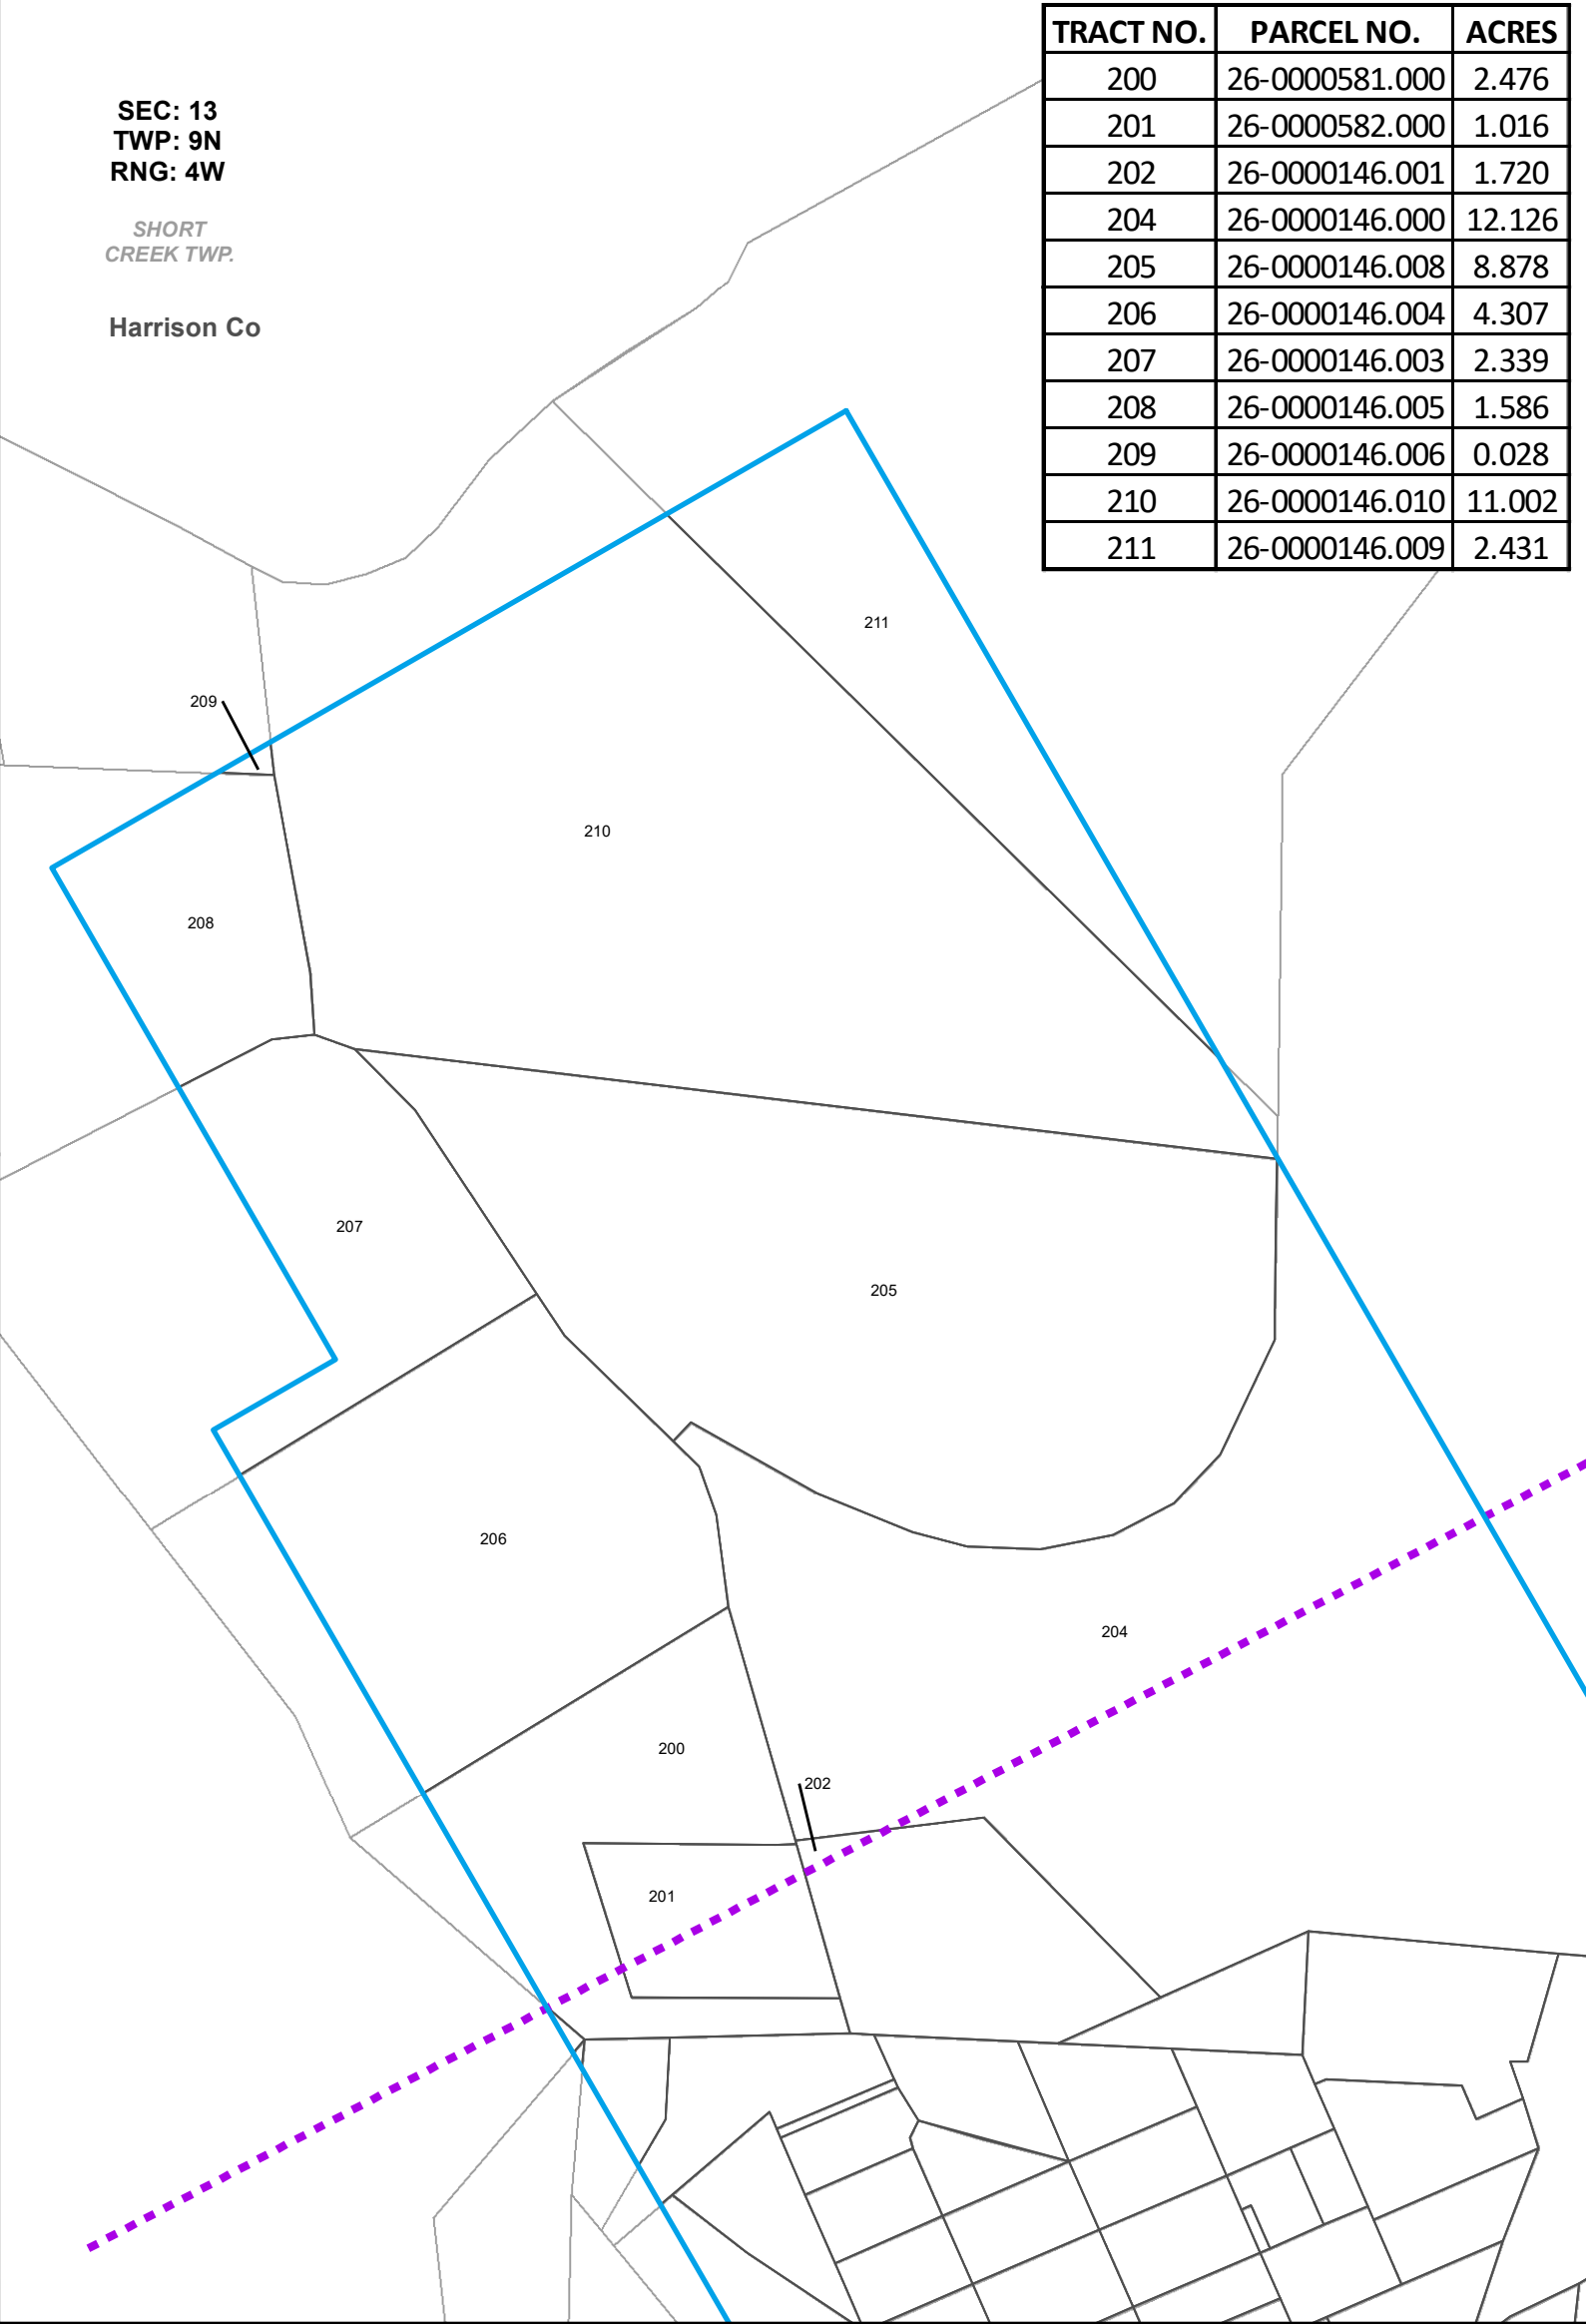 TRACT NO. PARCEL NO. ACRES
200 26-0000581.000 2.476
201 26-0000582.000 1.016
202 26-0000146.001 1.720
204 26-0000146.000 12.126
205 26-0000146.008 8.878
206 26-0000146.004 4.307
207 26-0000146.003 2.339
208 26-0000146.005 1.586
209 26-0000146.006 0.028
210 26-0000146.010 11.002
211 26-0000146.009 2.431
SEC: 13
TWP: 9N
RNG: 4W
SHORT
CREEK TWP.
Harrison Co
211
209
210
208
207
205
206
204
200
202
201